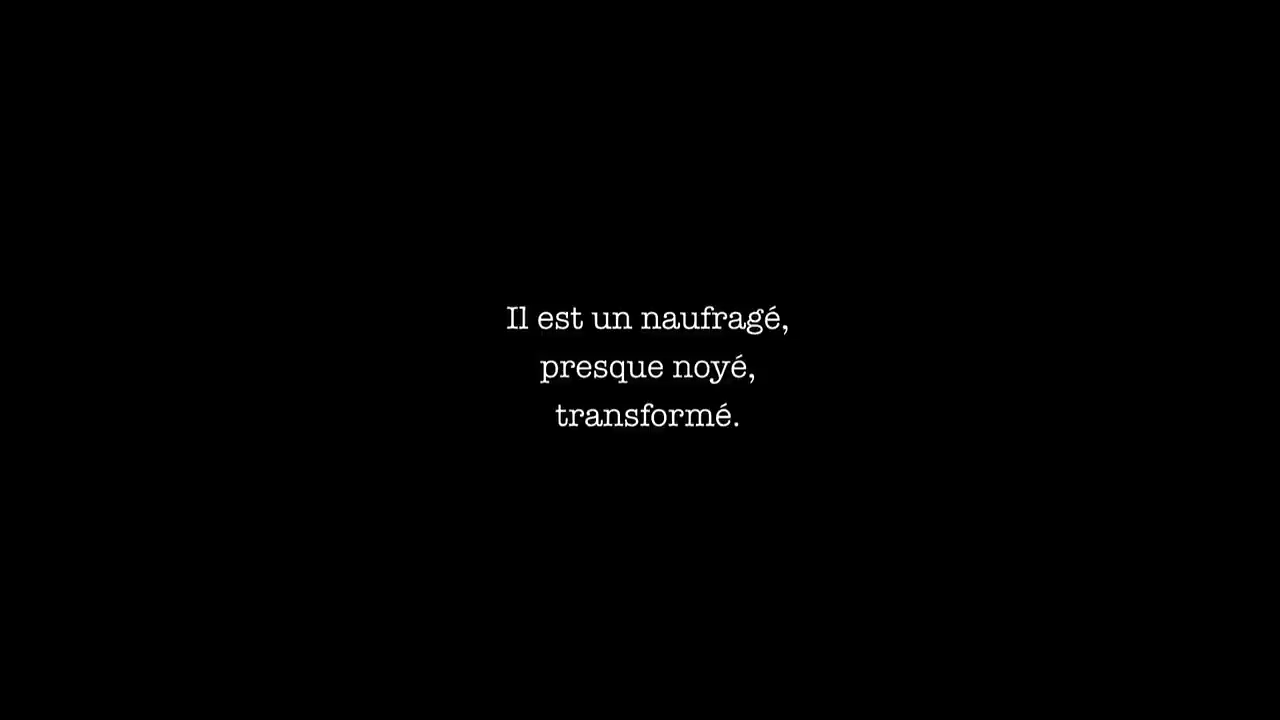 Il est un naufragé,
presque noyé,
transformé.